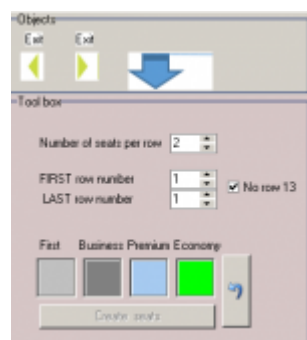 Objects
Exit Exit
Tool box
Number of seats per row 2
FIRST row number 1
LAST row number 1
No row 13
First Business Premium Economy
Create seats